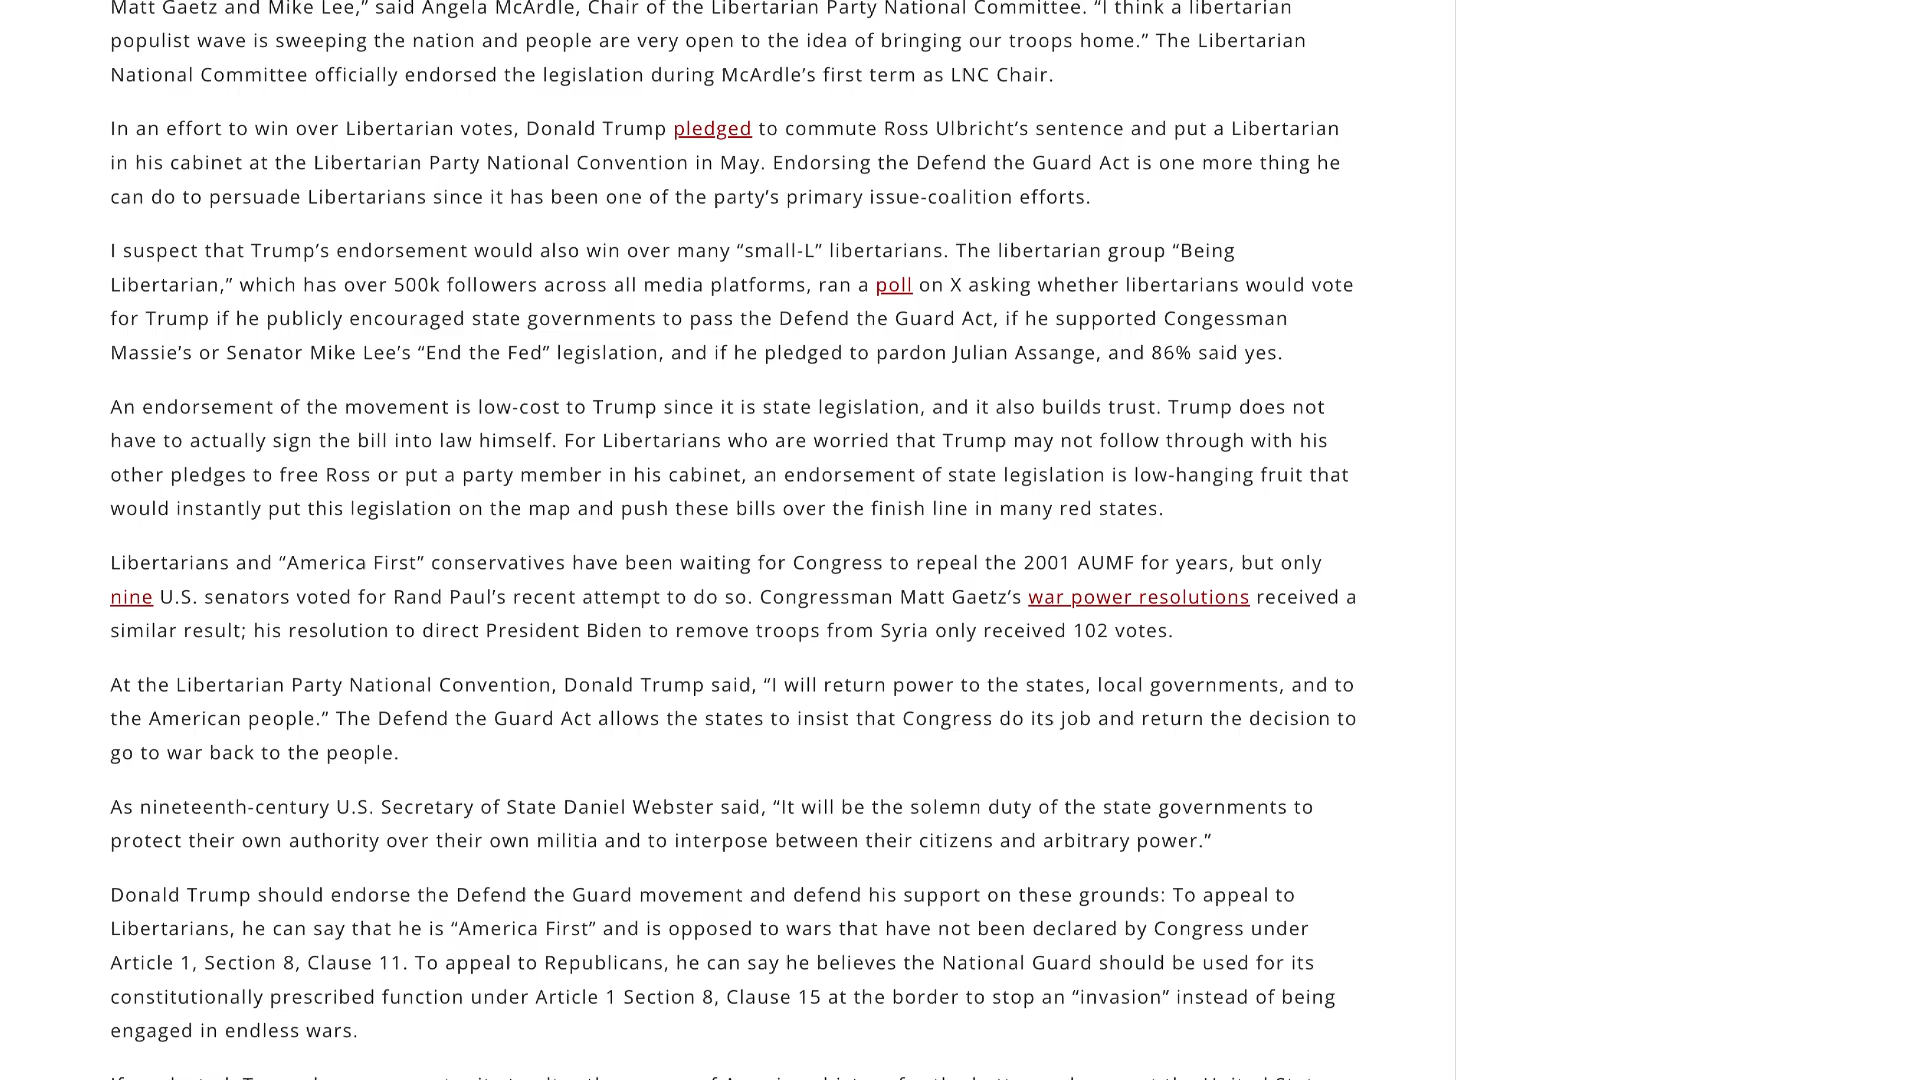 Matt Gaetz and Mike Lee,” said Angela McArdle, Chair of the Libertarian Party National Committee. “I think a libertarian
populist wave is sweeping the nation and people are very open to the idea of bringing our troops home.” The Libertarian
National Committee officially endorsed the legislation during McArdle’s first term as LNC Chair.
In an effort to win over Libertarian votes, Donald Trump pledged to commute Ross Ulbricht’s sentence and put a Libertarian
in his cabinet at the Libertarian Party National Convention in May. Endorsing the Defend the Guard Act is one more thing he
can do to persuade Libertarians since it has been one of the party’s primary issue-coalition efforts.
I suspect that Trump’s endorsement would also win over many “small-L” libertarians. The libertarian group “Being
Libertarian,” which has over 500k followers across all media platforms, ran a poll on X asking whether libertarians would vote
for Trump if he publicly encouraged state governments to pass the Defend the Guard Act, if he supported Congessman
Massie’s or Senator Mike Lee’s “End the Fed” legislation, and if he pledged to pardon Julian Assange, and 86% said yes.
An endorsement of the movement is low-cost to Trump since it is state legislation, and it also builds trust. Trump does not
have to actually sign the bill into law himself. For Libertarians who are worried that Trump may not follow through with his
other pledges to free Ross or put a party member in his cabinet, an endorsement of state legislation is low-hanging fruit that
would instantly put this legislation on the map and push these bills over the finish line in many red states.
Libertarians and “America First” conservatives have been waiting for Congress to repeal the 2001 AUMF for years, but only
nine U.S. senators voted for Rand Paul’s recent attempt to do so. Congressman Matt Gaetz’s war power resolutions received a
similar result; his resolution to direct President Biden to remove troops from Syria only received 102 votes.
At the Libertarian Party National Convention, Donald Trump said, “I will return power to the states, local governments, and to
the American people.” The Defend the Guard Act allows the states to insist that Congress do its job and return the decision to
go to war back to the people.
As nineteenth-century U.S. Secretary of State Daniel Webster said, “It will be the solemn duty of the state governments to
protect their own authority over their own militia and to interpose between their citizens and arbitrary power.”
Donald Trump should endorse the Defend the Guard movement and defend his support on these grounds: To appeal to
Libertarians, he can say that he is “America First” and is opposed to wars that have not been declared by Congress under
Article 1, Section 8, Clause 11. To appeal to Republicans, he can say he believes the National Guard should be used for its
constitutionally prescribed function under Article 1 Section 8, Clause 15 at the border to stop an “invasion” instead of being
engaged in endless wars.